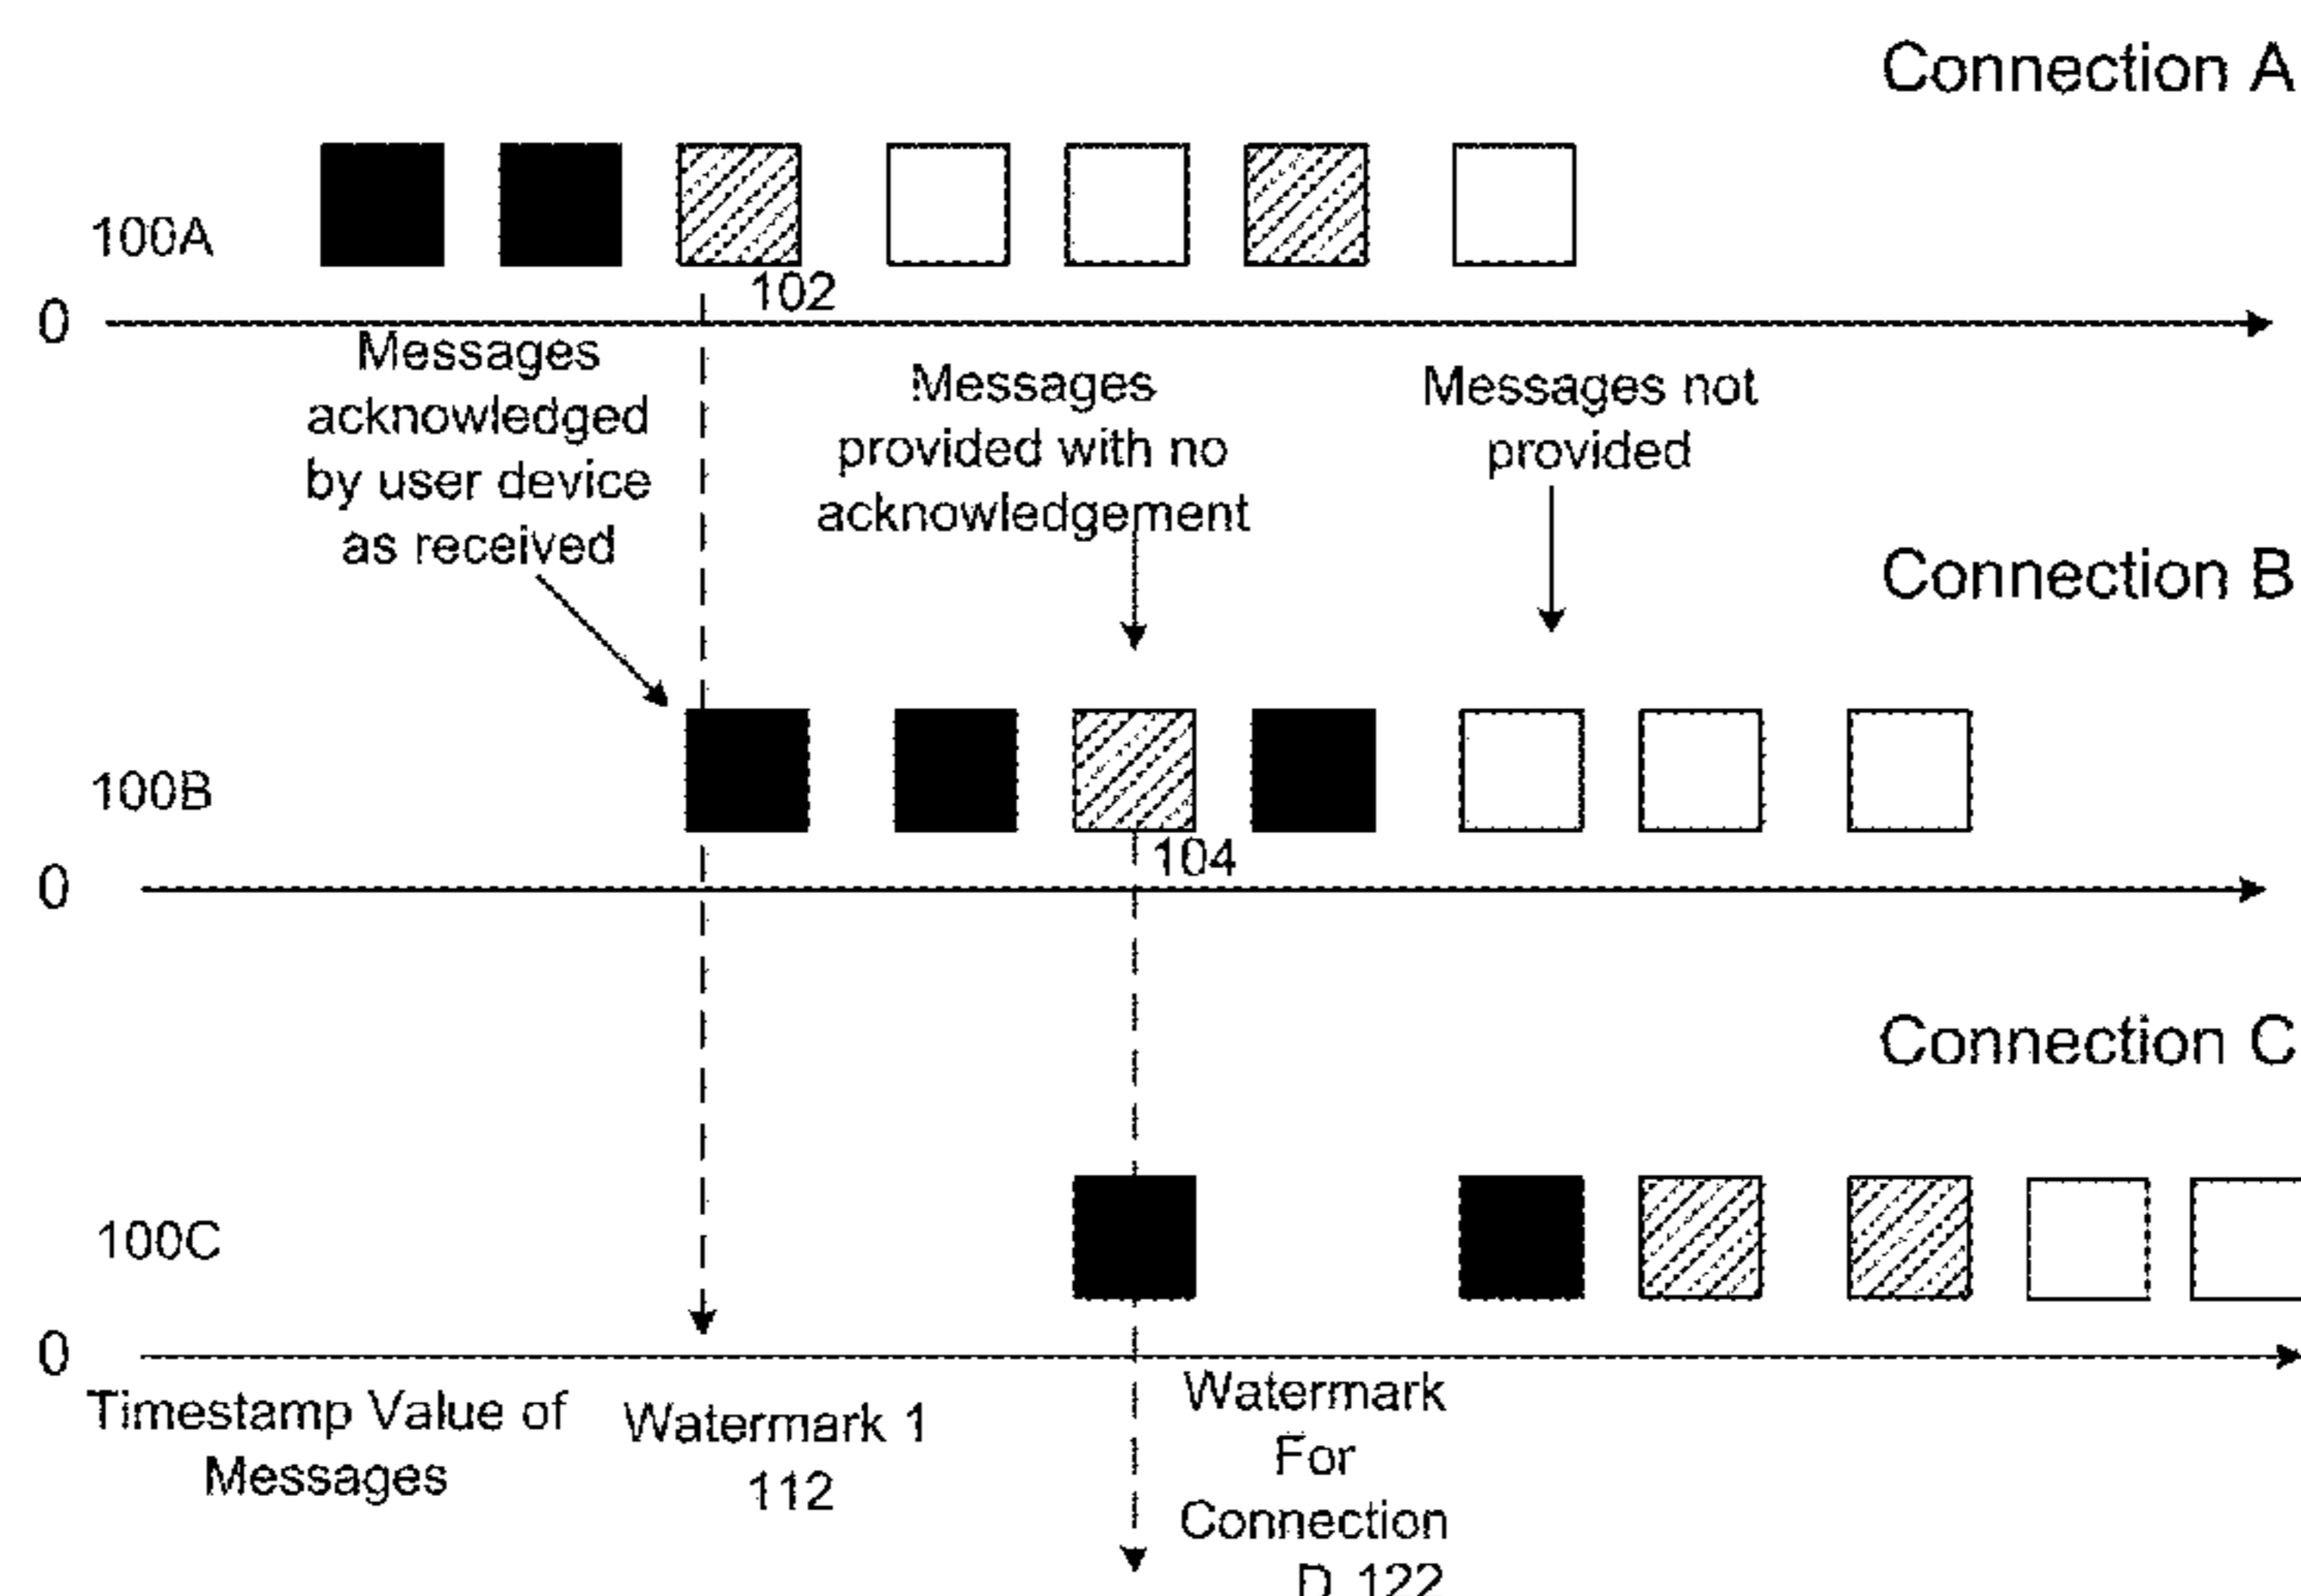 Connection A
100A
102
0
Messages
acknowledged
by user device
as received
Messages
provided with no
acknowledgement
Messages not
provided
Connection B
100B
104
0
Connection C
100C
0
Timestamp Value of
Messages
Watermark 1
112
Watermark
For
Connection
D 122